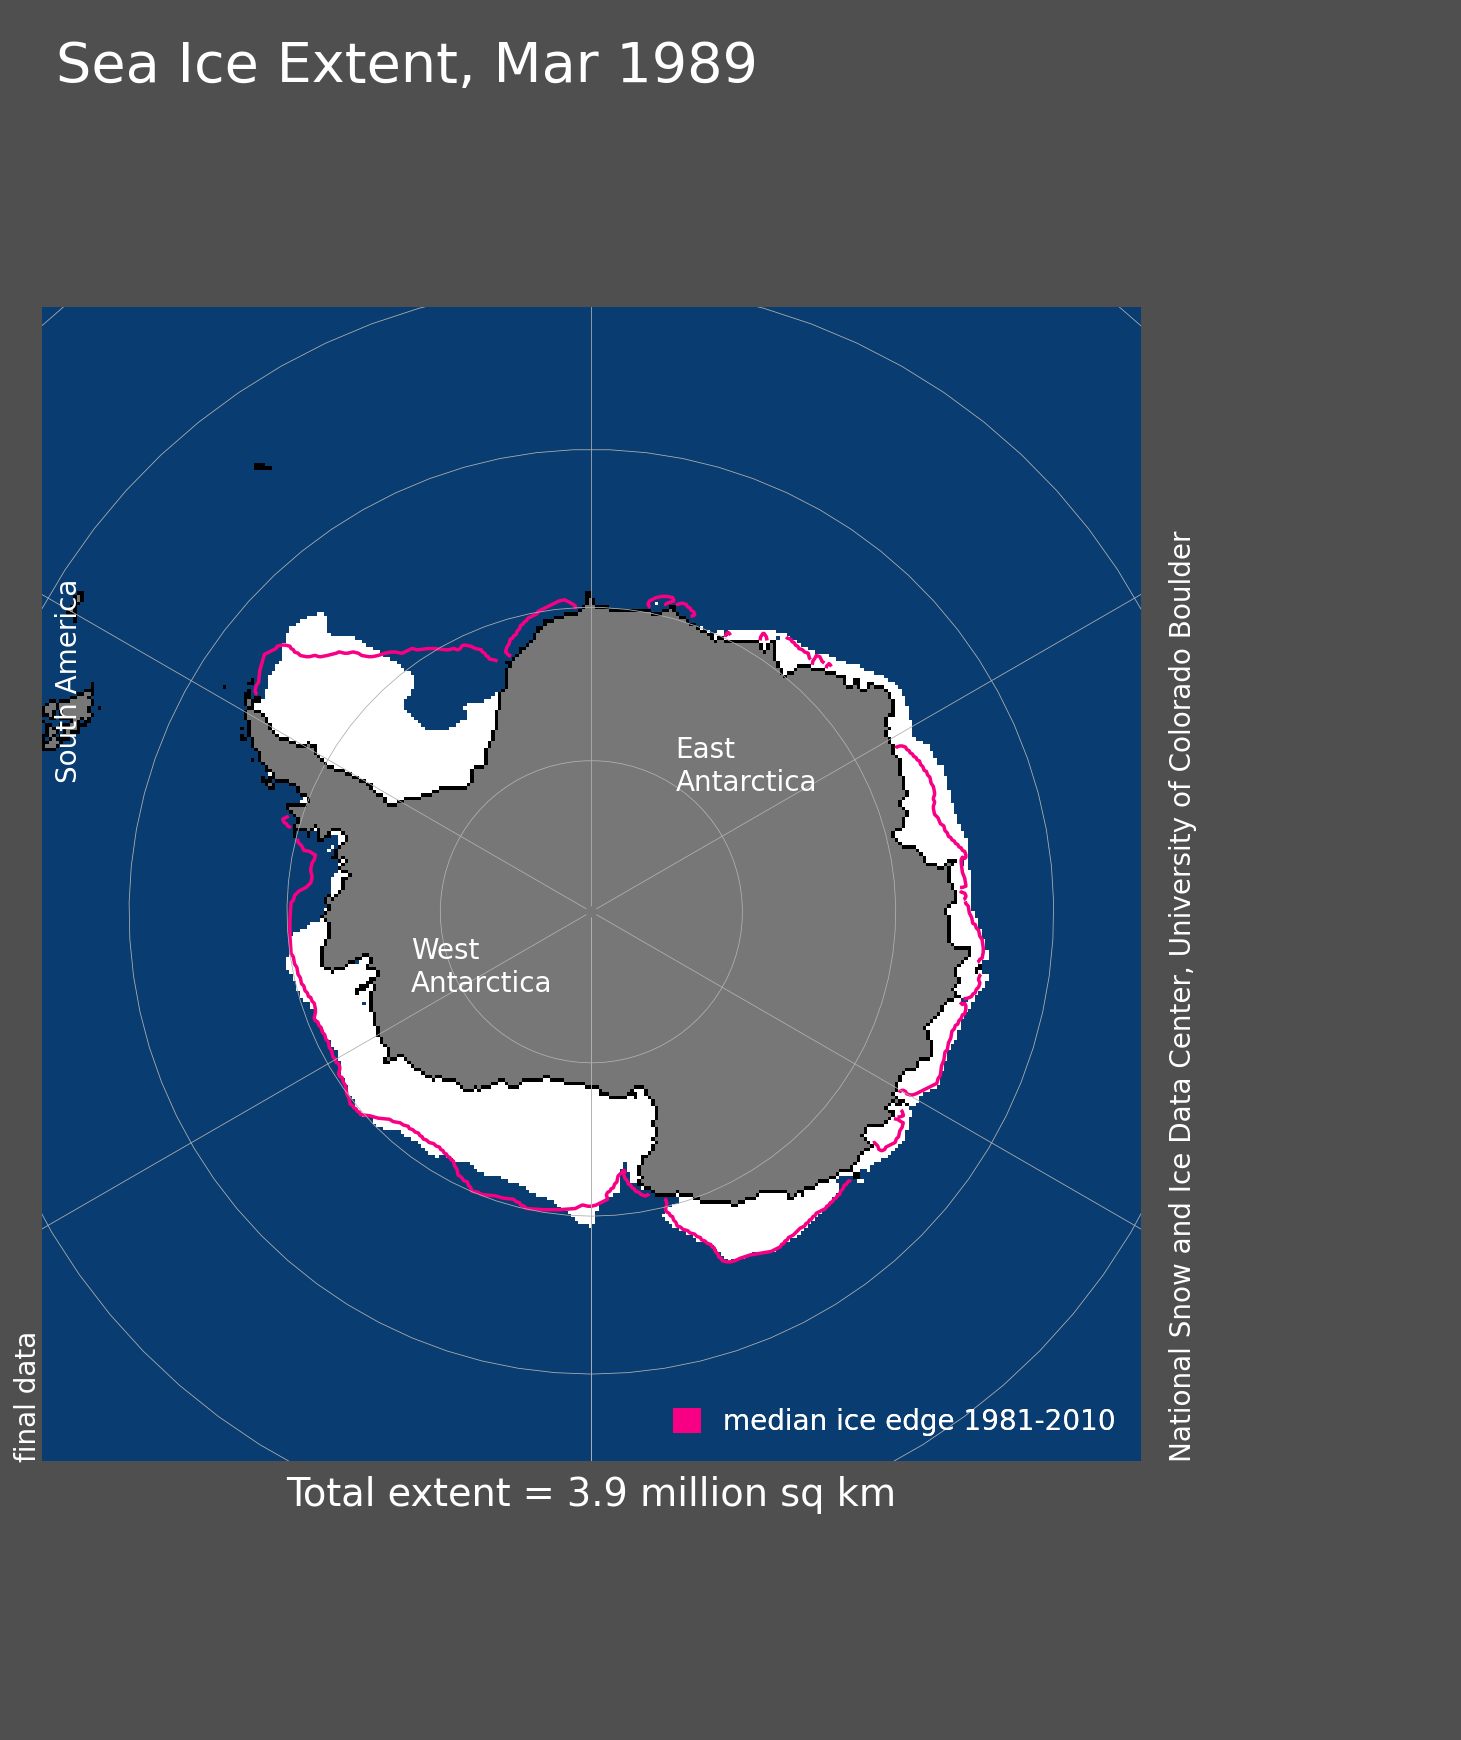 Sea Ice Extent, Mar 1989
South America
East
Antarctica
West
Antarctica
National Snow and Ice Data Center, University of Colorado Boulder
final data
median ice edge 1981-2010
Total extent = 3.9 million sq km